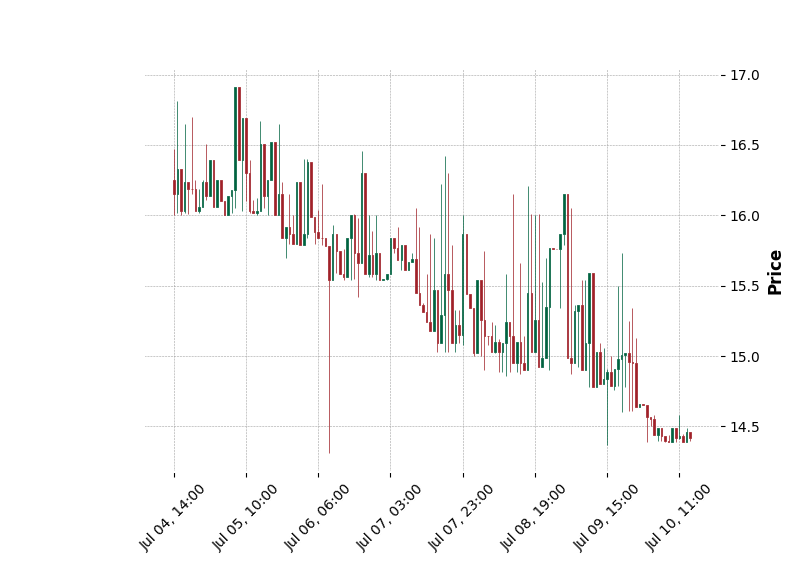 17.0
16.5
16.0
15.5
15.0
14.5
Price
Jul 04, 14:00
Jul 05, 10:00
Jul 06, 06:00
Jul 07, 03:00
Jul 07, 23:00
Jul 08, 19:00
Jul 09, 15:00
Jul 10, 11:00